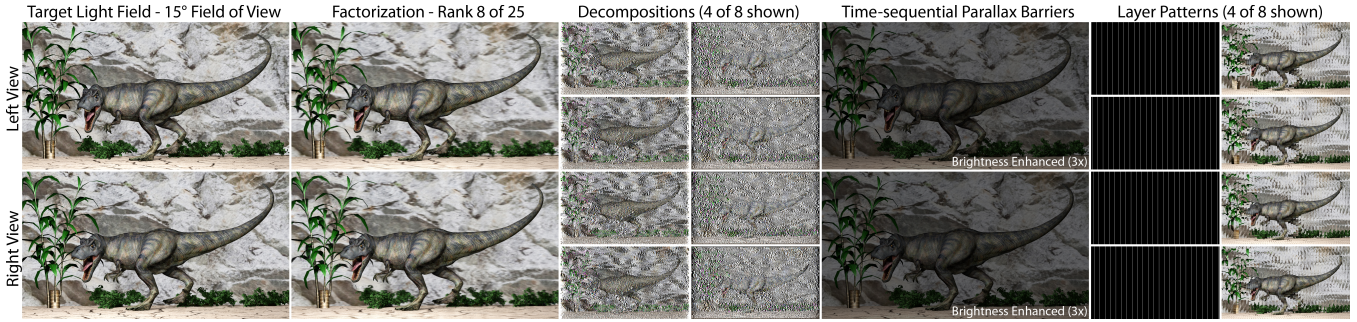 Target Light Field - 15° Field of View
Factorization - Rank 8 of 25
Decompositions (4 of 8 shown)
Time-sequential Parallax Barriers
Layer Patterns (4 of 8 shown)
Left View
Brightness Enhanced (3x)
Right View
Brightness Enhanced (3x)